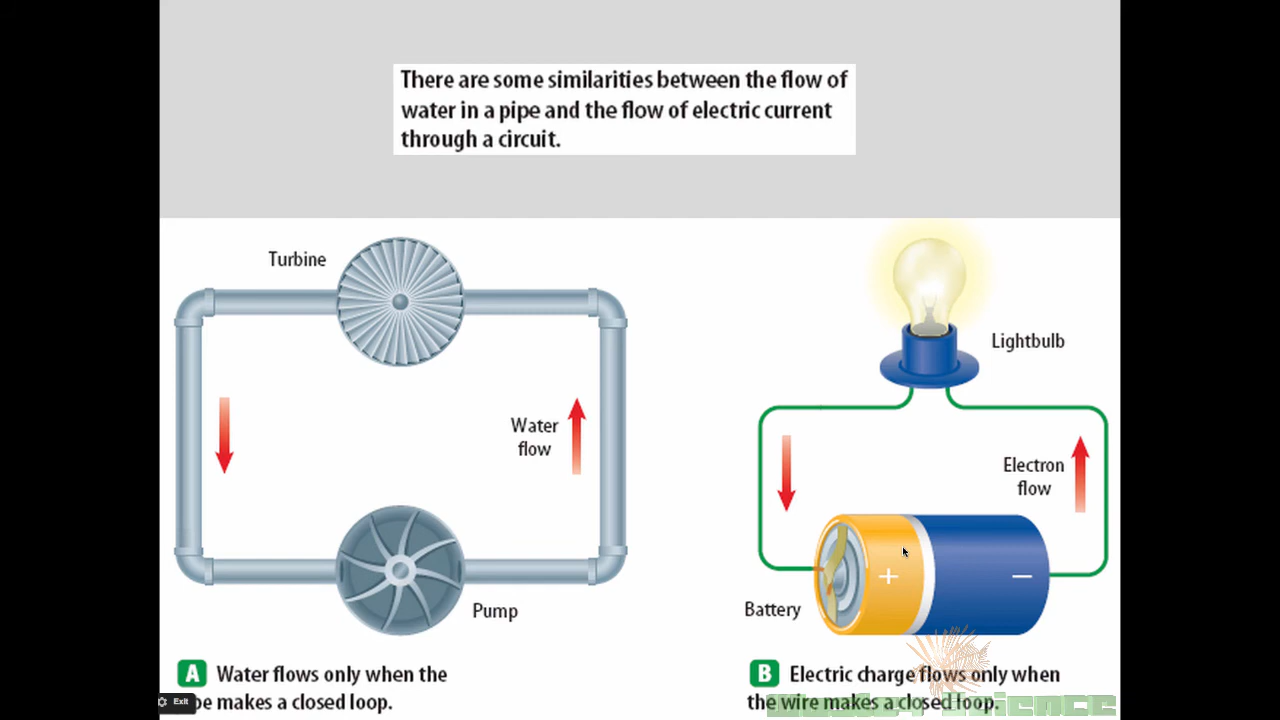 There are some similarities between the flow of
water in a pipe and the flow of electric current
through a circuit.
Turbine
Water
flow
Pump
A Water flows only when the
pe makes a closed loop.
Exit
Lightbulb
Electron
flow
+
−
Battery
B Electric charge flows only when
the wire makes a closed loop.